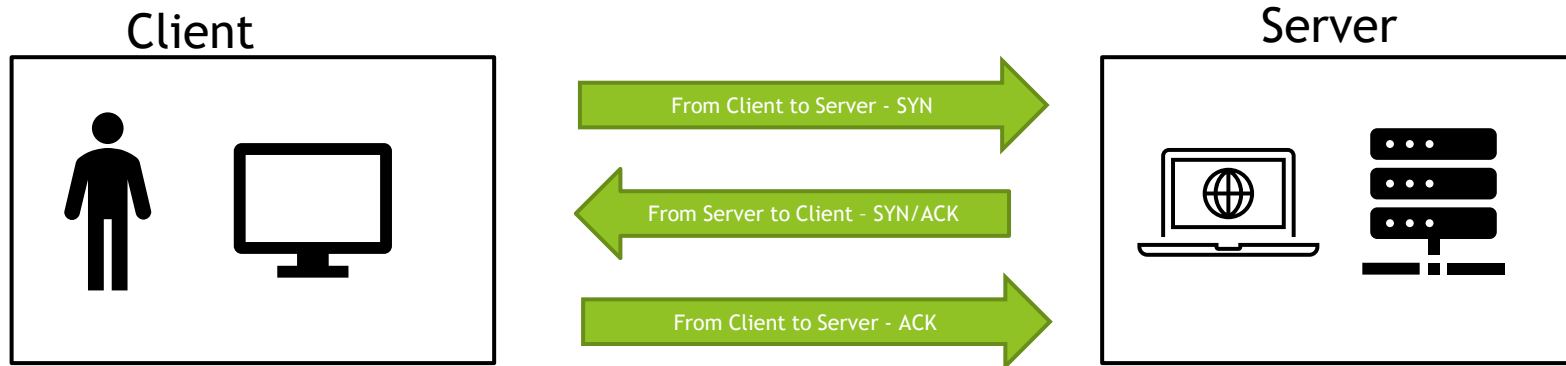 Client
Server
From Client to Server - SYN
From Server to Client – SYN/ACK
From Client to Server - ACK